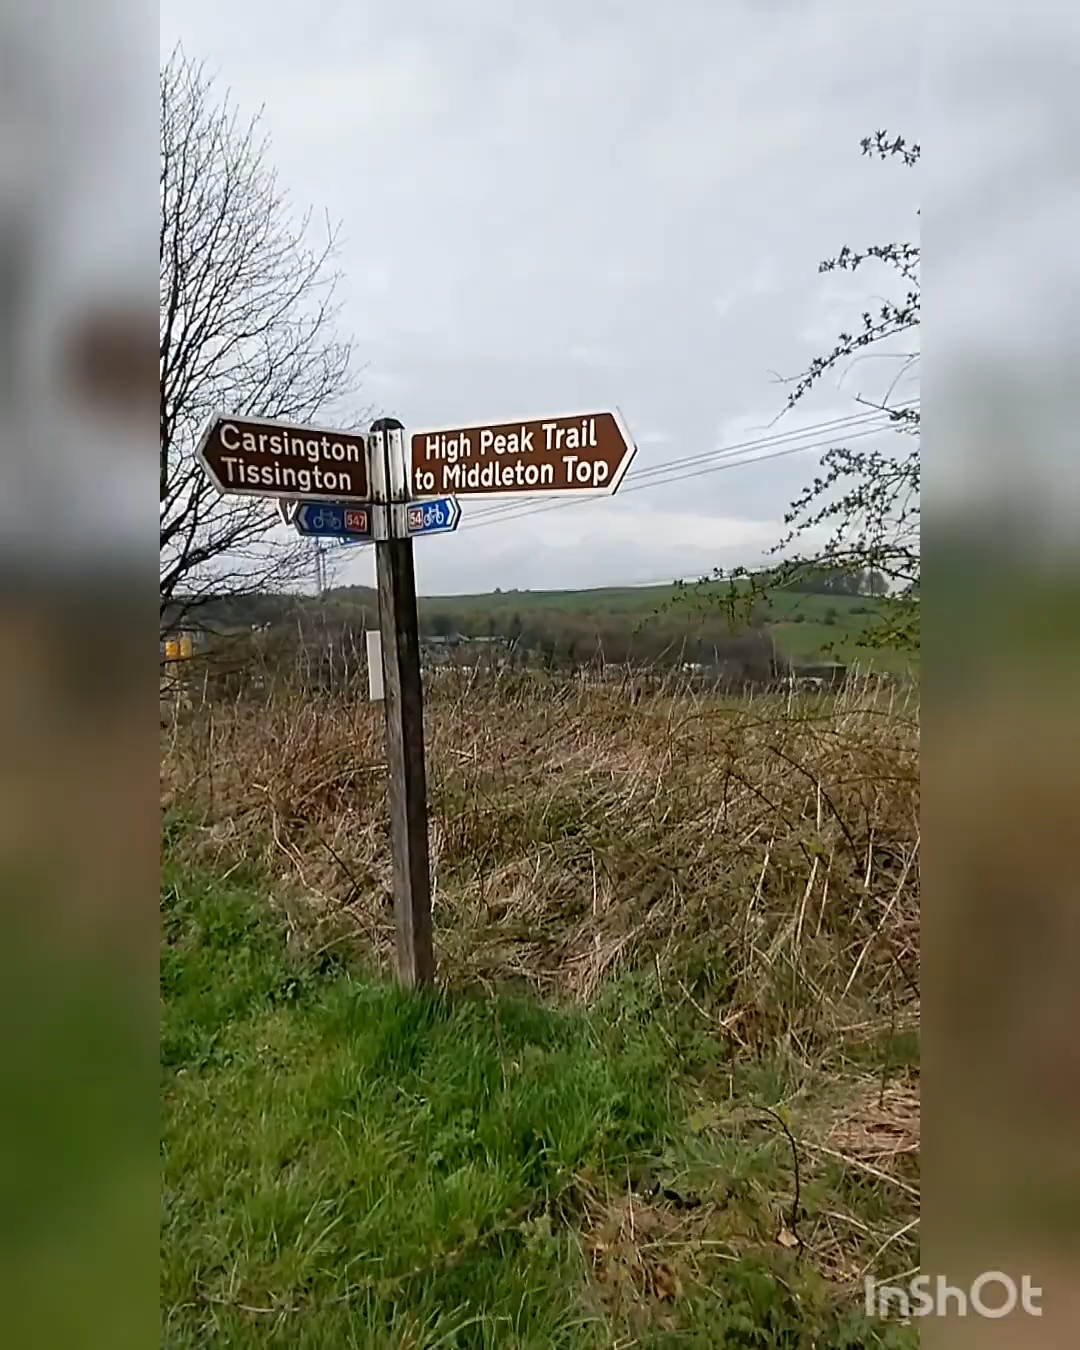 Carsington
Tissington
High Peak Trail
to Middleton Top
547
54
InShOt